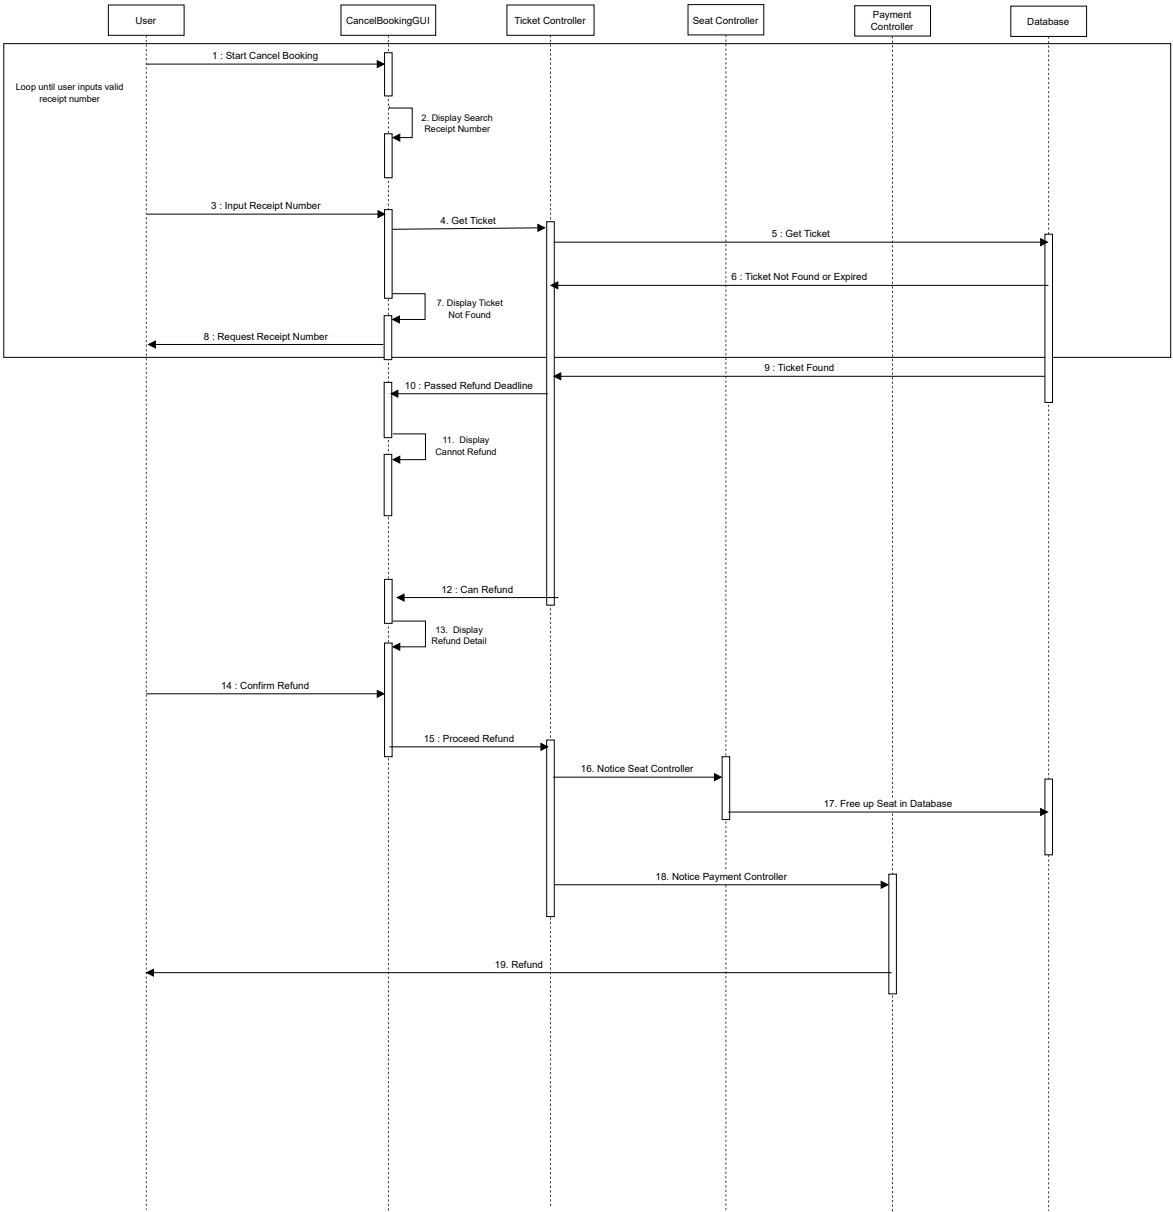 User
CancelBookingGUI
Ticket Controller
Seat Controller
Payment
Controller
Database
1 : Start Cancel Booking
Loop until user inputs valid
receipt number
2. Display Search
Receipt Number
3 : Input Receipt Number
4. Get Ticket
5 : Get Ticket
6 : Ticket Not Found or Expired
7. Display Ticket
Not Found
8 : Request Receipt Number
9 : Ticket Found
10 : Passed Refund Deadline
11. Display
Cannot Refund
12 : Can Refund
13. Display
Refund Detail
14 : Confirm Refund
15 : Proceed Refund
16. Notice Seat Controller
17. Free up Seat in Database
18. Notice Payment Controller
19. Refund